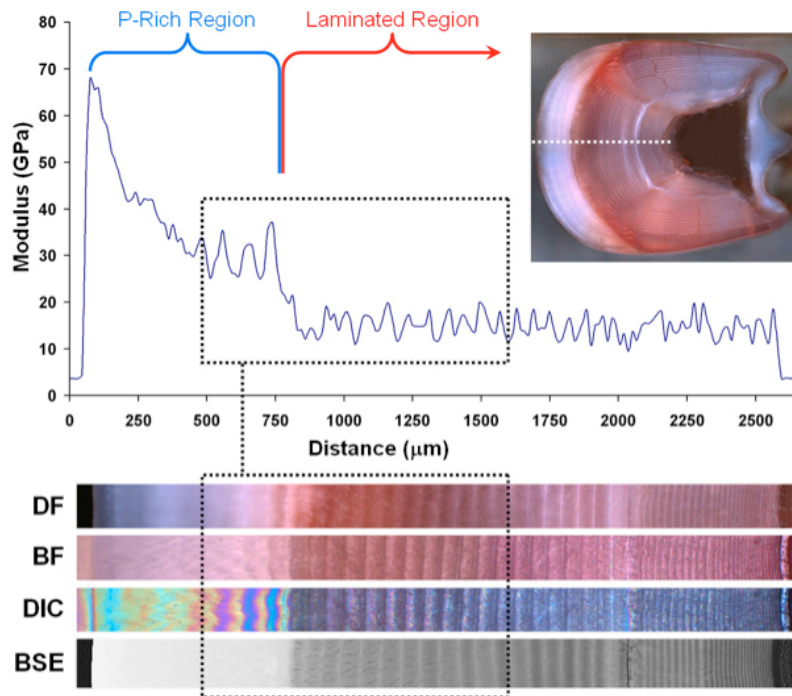 P-Rich Region
Laminated Region
80
70
60
50
40
30
20
10
0
Modulus (GPa)
0 250 500 750 1000 1250 1500 1750 2000 2250 2500
Distance (μm)
DF
BF
DIC
BSE